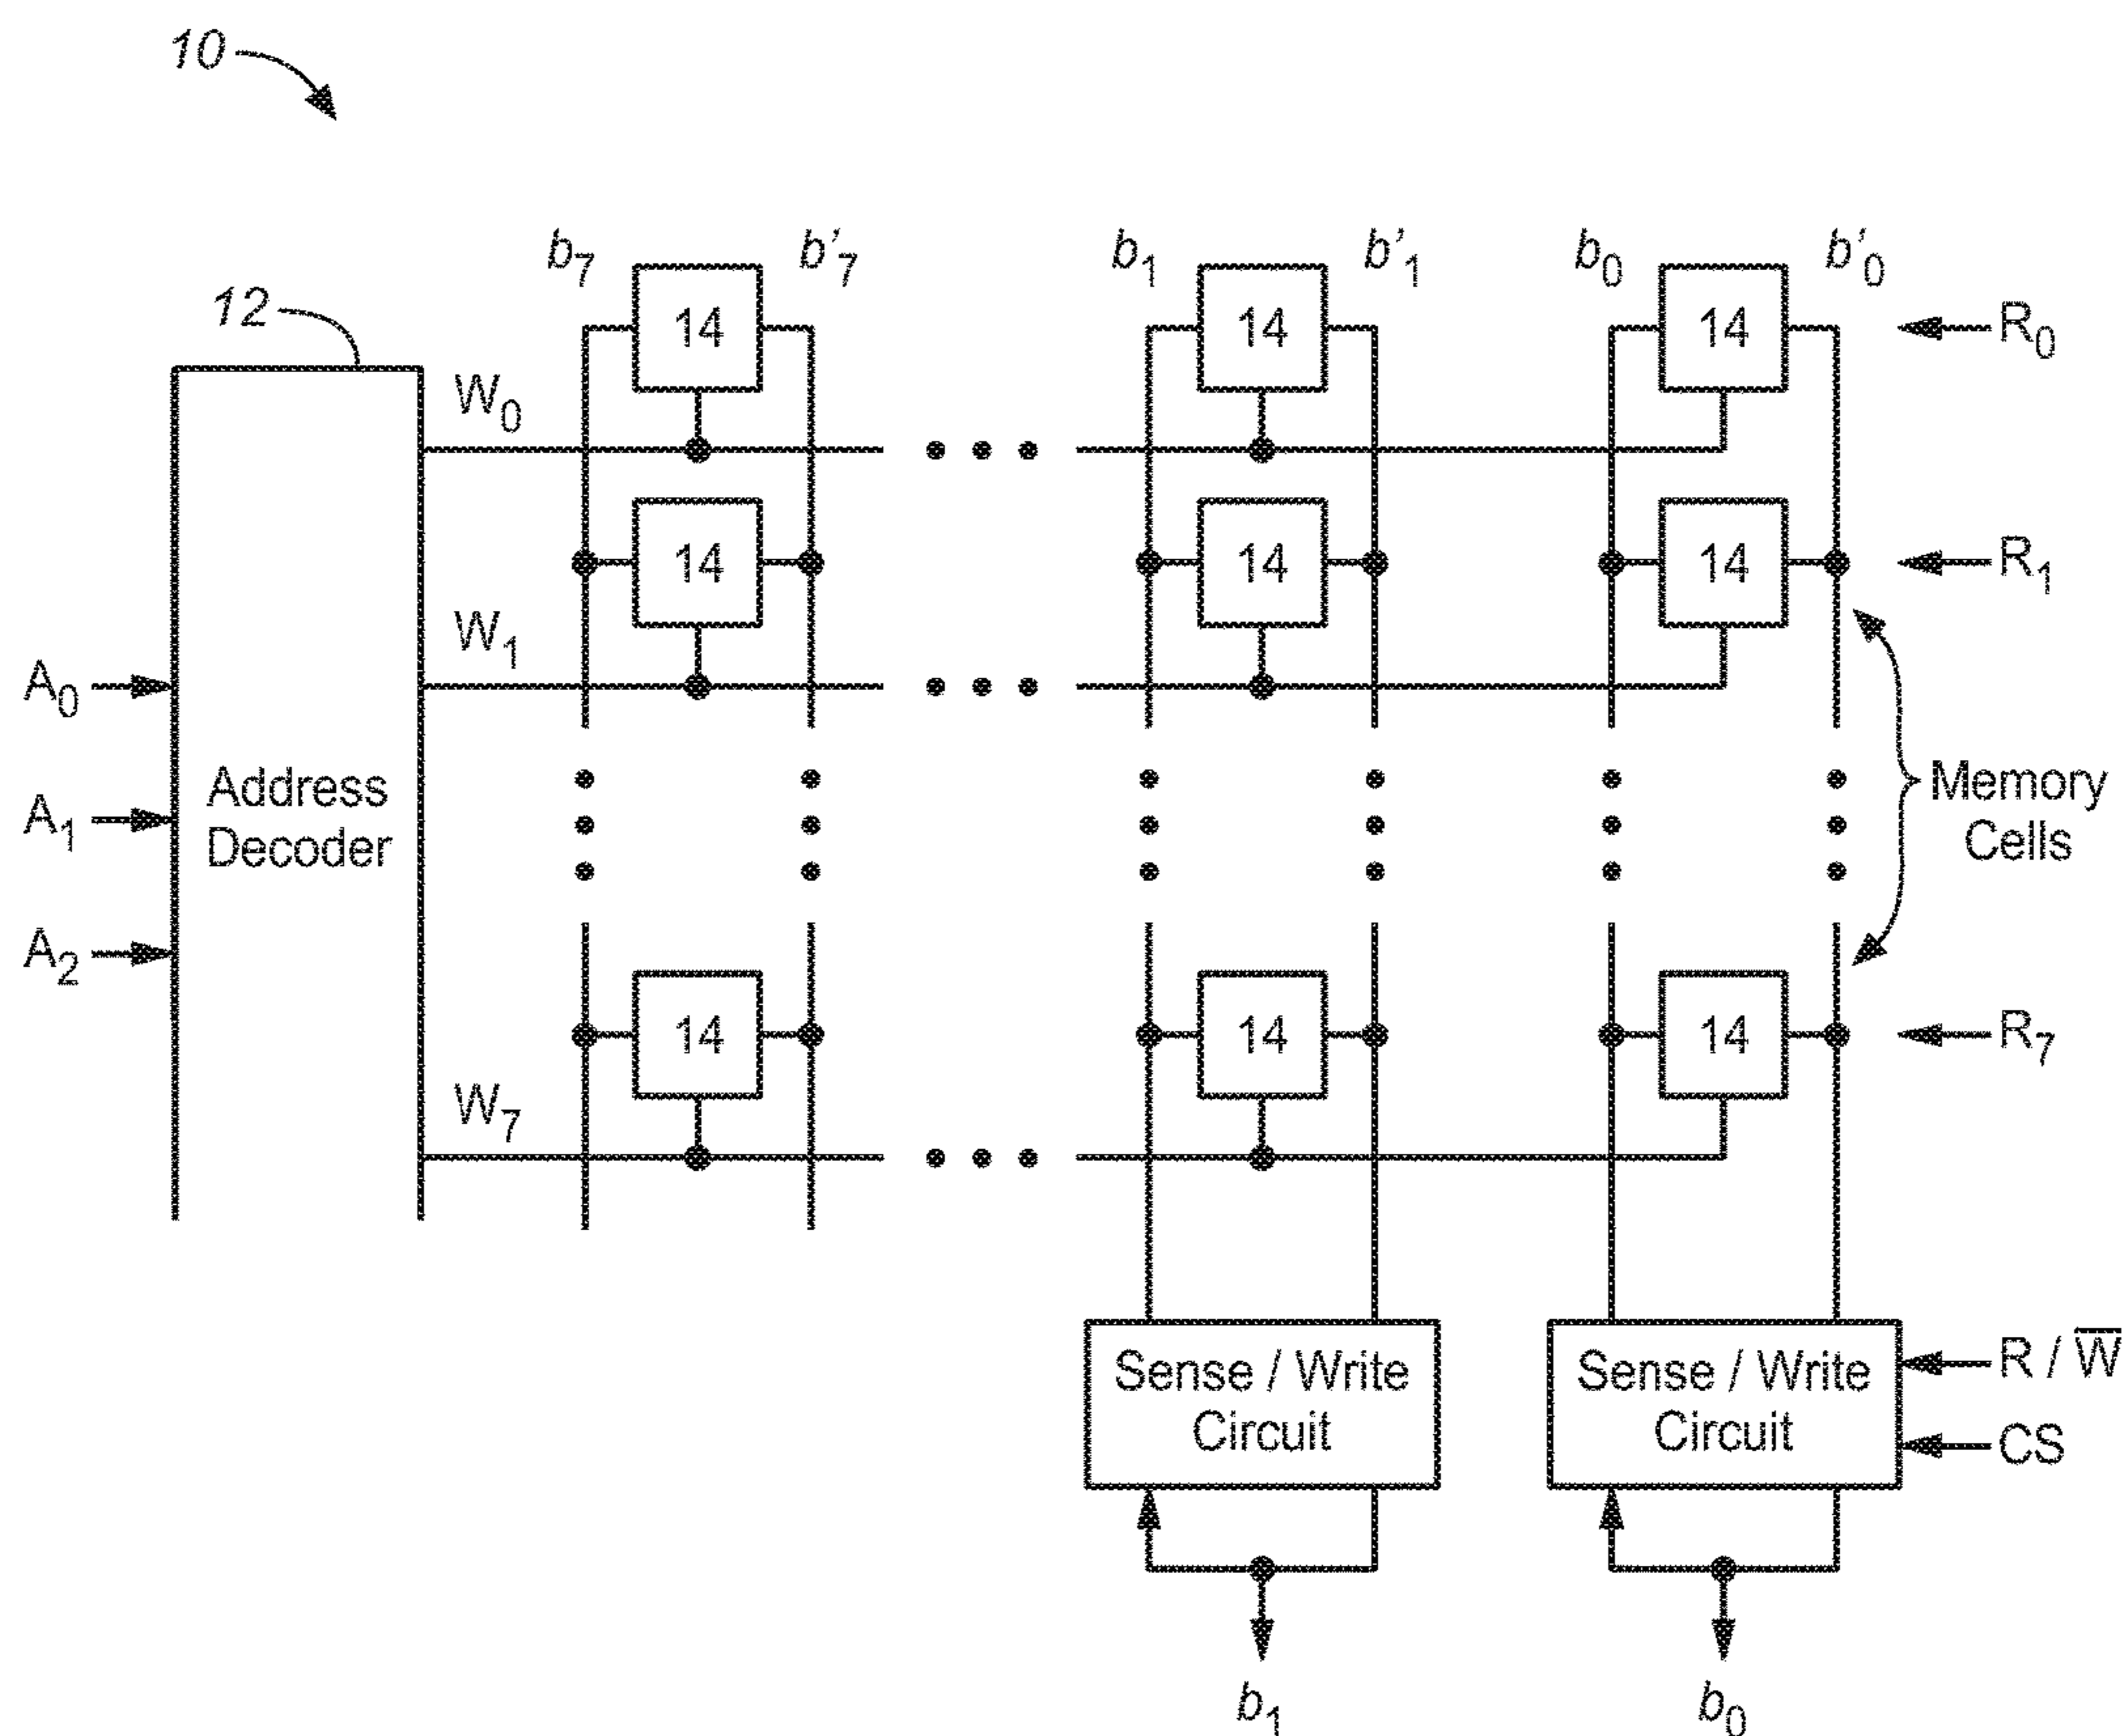 10
b7 b'7 b1 b'1 b0 b'0
12
14 14 14 R0
W0
14 14 14 R1
W1
A0
Address
Decoder
Memory
Cells
A1
A2
14 14 14 R7
W7
Sense / Write
Circuit
Sense / Write
Circuit
R / W̅
CS
b1 b0